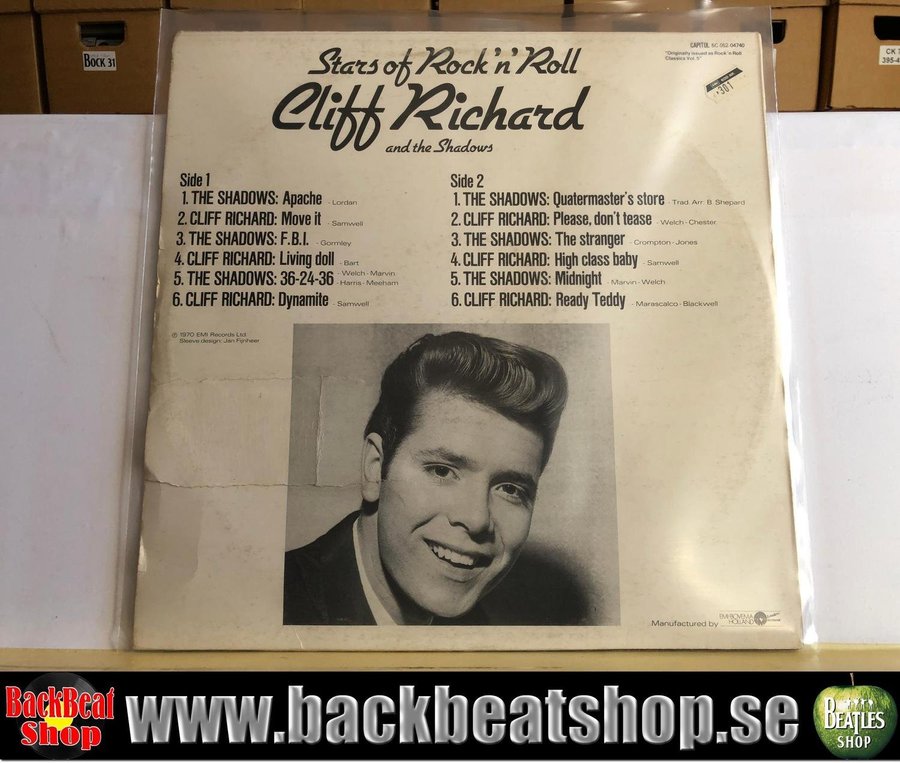 BOCK 31
CK
395-4
CAPITOL 5C 052-04740
"Originally issued as Rock 'n Roll
Classics Vol. 5"
301
Stars of Rock 'n' Roll
Cliff Richard
and the Shadows
Side 1
1. THE SHADOWS: Apache - Lordan
2. CLIFF RICHARD: Move it - Samwell
3. THE SHADOWS: F.B.I. - Gormley
4. CLIFF RICHARD: Living doll - Bart
5. THE SHADOWS: 36-24-36 - Welch - Marvin - Harris - Meeham
6. CLIFF RICHARD: Dynamite - Samwell
Side 2
1. THE SHADOWS: Quatermaster's store - Trad. Arr. B. Shepard
2. CLIFF RICHARD: Please, don't tease - Welch - Chester
3. THE SHADOWS: The stranger - Crompton - Jones
4. CLIFF RICHARD: High class baby - Samwell
5. THE SHADOWS: Midnight - Marvin - Welch
6. CLIFF RICHARD: Ready Teddy - Marascalco - Blackwell
℗ 1970 EMI Records Ltd.
Sleeve design: Jan Fijnheer
Manufactured by EMI-BOVEMA HOLLAND
BackBeat
Shop
www.backbeatshop.se
BEATLES
SHOP